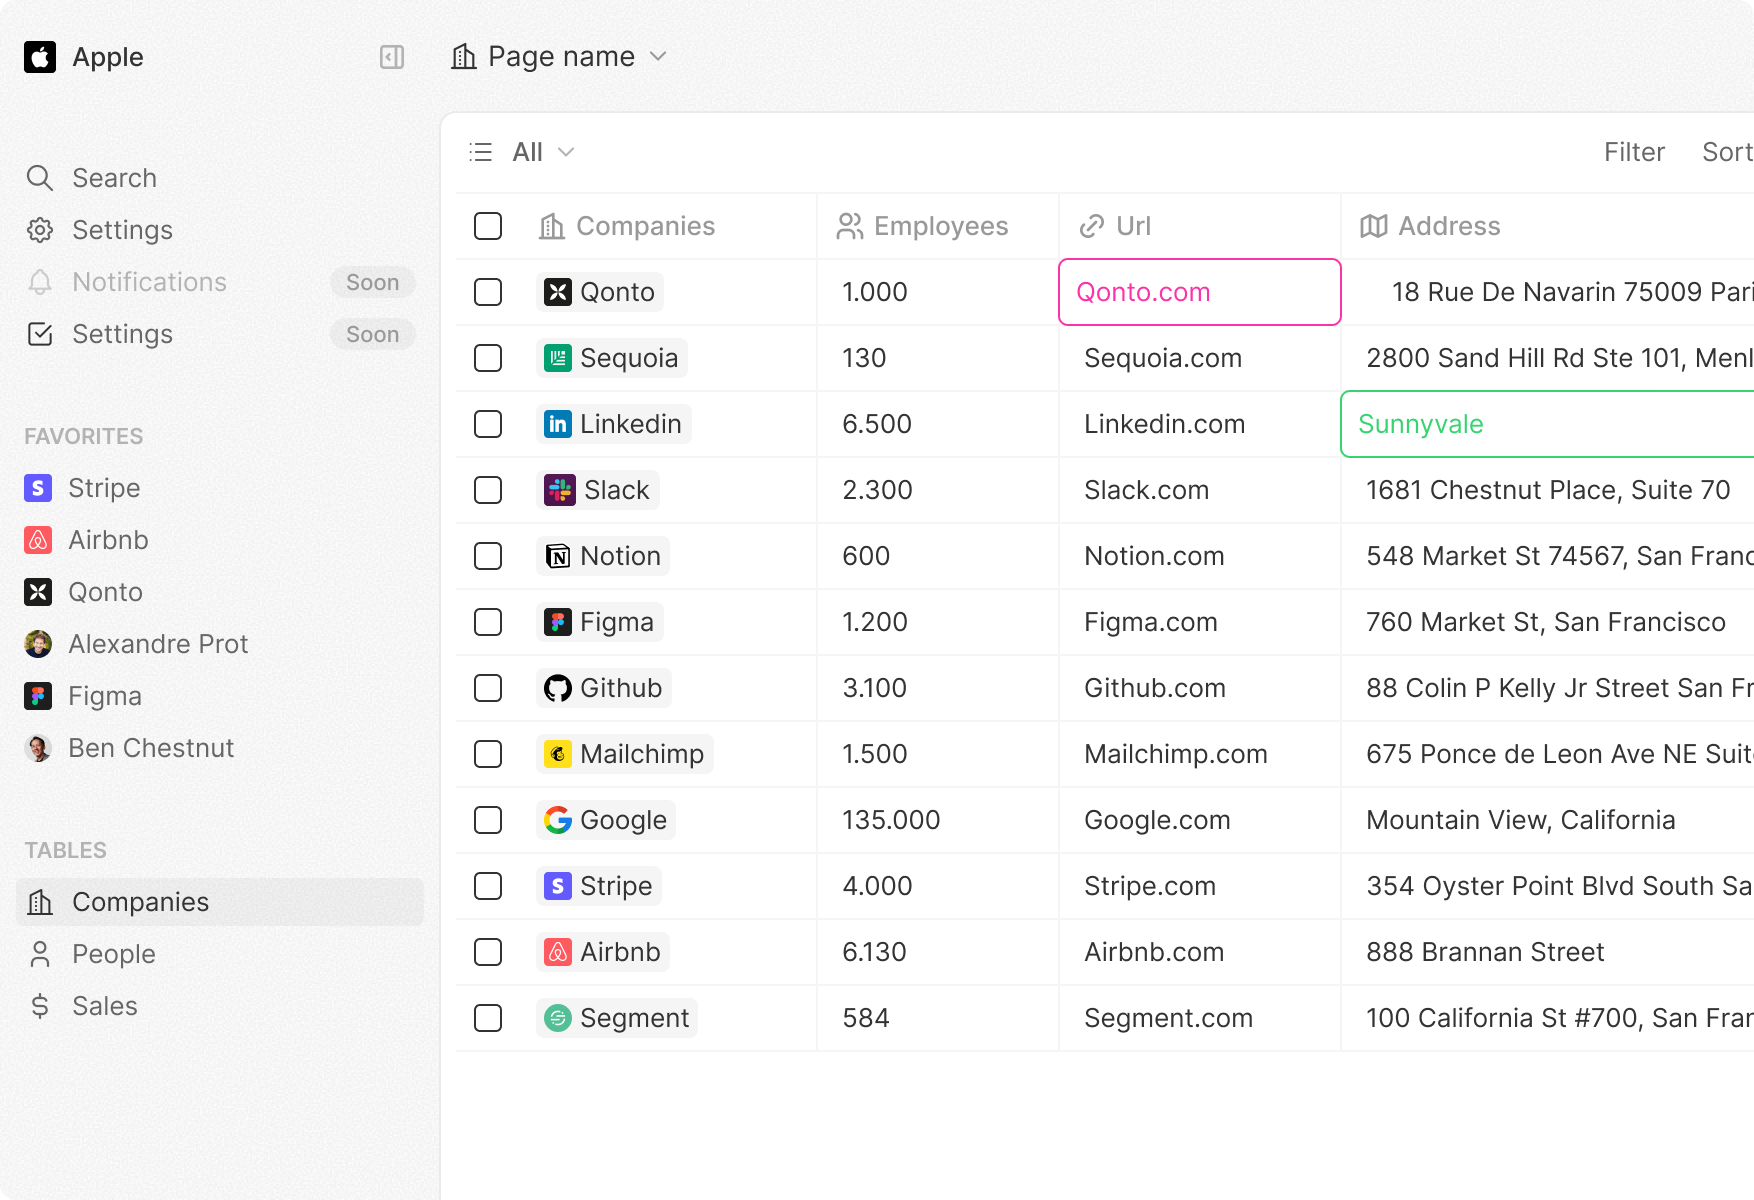 Apple
Page name
Search
Settings
Notifications Soon
Settings Soon
FAVORITES
Stripe
Airbnb
Qonto
Alexandre Prot
Figma
Ben Chestnut
TABLES
Companies
People
Sales
All Filter Sort
Companies Employees Url Address
Qonto 1.000 Qonto.com 18 Rue De Navarin 75009 Pari
Sequoia 130 Sequoia.com 2800 Sand Hill Rd Ste 101, Menl
in Linkedin 6.500 Linkedin.com Sunnyvale
Slack 2.300 Slack.com 1681 Chestnut Place, Suite 70
Notion 600 Notion.com 548 Market St 74567, San Franc
Figma 1.200 Figma.com 760 Market St, San Francisco
Github 3.100 Github.com 88 Colin P Kelly Jr Street San Fr
Mailchimp 1.500 Mailchimp.com 675 Ponce de Leon Ave NE Suit
Google 135.000 Google.com Mountain View, California
Stripe 4.000 Stripe.com 354 Oyster Point Blvd South Sa
Airbnb 6.130 Airbnb.com 888 Brannan Street
Segment 584 Segment.com 100 California St #700, San Fran